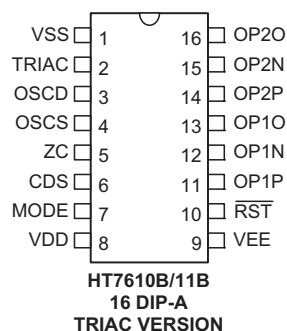 VSS 1 16 OP2O
TRIAC 2 15 OP2N
OSCD 3 14 OP2P
OSCS 4 13 OP1O
ZC 5 12 OP1N
CDS 6 11 OP1P
MODE 7 10 R̅S̅T̅
VDD 8 9 VEE
HT7610B/11B
16 DIP-A
TRIAC VERSION